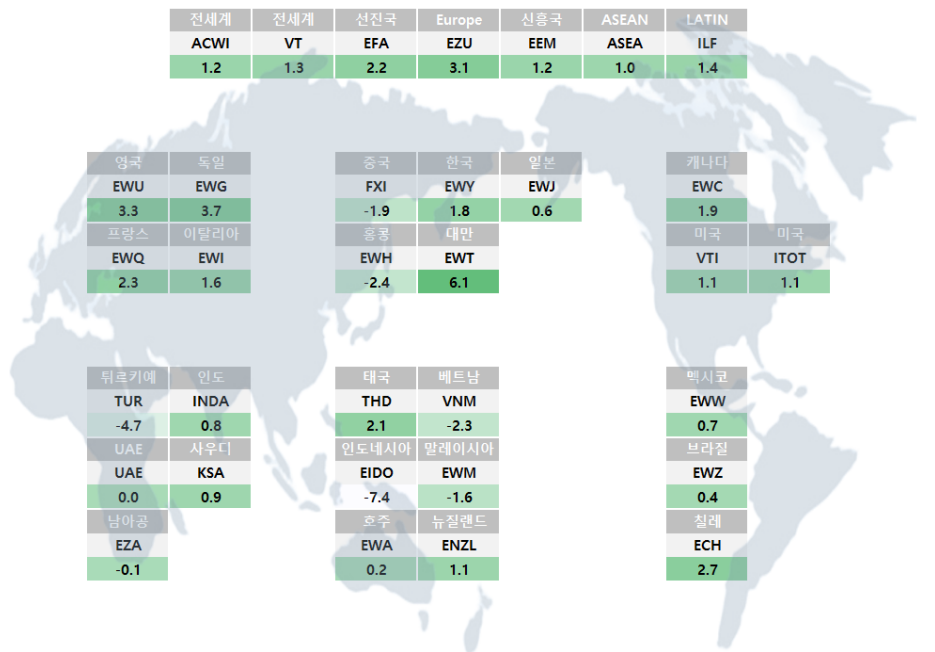 전세계 전세계 선진국 Europe 신흥국 ASEAN LATIN
ACWI VT EFA EZU EEM ASEA ILF
1.2 1.3 2.2 3.1 1.2 1.0 1.4
영국 독일 중국 한국 일본 캐나다
EWU EWG FXI EWY EWJ EWC
3.3 3.7 -1.9 1.8 0.6 1.9
프랑스 이탈리아 홍콩 대만 미국 미국
EWQ EWI EWH EWT VTI ITOT
2.3 1.6 -2.4 6.1 1.1 1.1
튀르키예 인도 태국 베트남 멕시코
TUR INDA THD VNM EWW
-4.7 0.8 2.1 -2.3 0.7
UAE 사우디 인도네시아 말레이시아 브라질
UAE KSA EIDO EWM EWZ
0.0 0.9 -7.4 -1.6 0.4
남아공 호주 뉴질랜드 칠레
EZA EWA ENZL ECH
-0.1 0.2 1.1 2.7